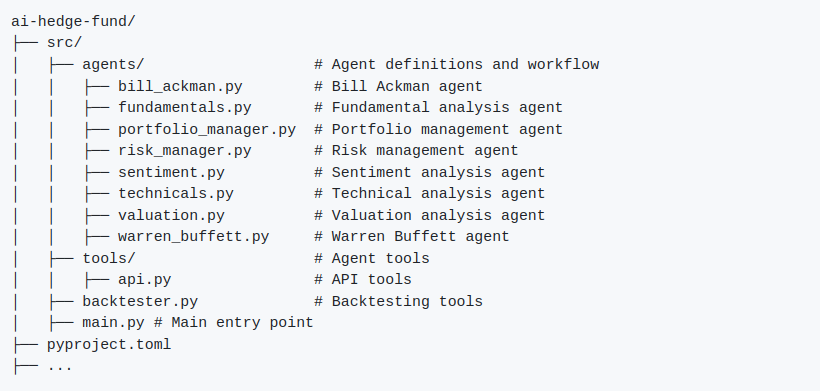 ai-hedge-fund/
├── src/
│   ├── agents/                   # Agent definitions and workflow
│   │   ├── bill_ackman.py        # Bill Ackman agent
│   │   ├── fundamentals.py       # Fundamental analysis agent
│   │   ├── portfolio_manager.py  # Portfolio management agent
│   │   ├── risk_manager.py       # Risk management agent
│   │   ├── sentiment.py          # Sentiment analysis agent
│   │   ├── technicals.py         # Technical analysis agent
│   │   ├── valuation.py          # Valuation analysis agent
│   │   ├── warren_buffett.py     # Warren Buffett agent
│   ├── tools/                    # Agent tools
│   │   ├── api.py                # API tools
│   ├── backtester.py             # Backtesting tools
│   ├── main.py # Main entry point
├── pyproject.toml
├── ...